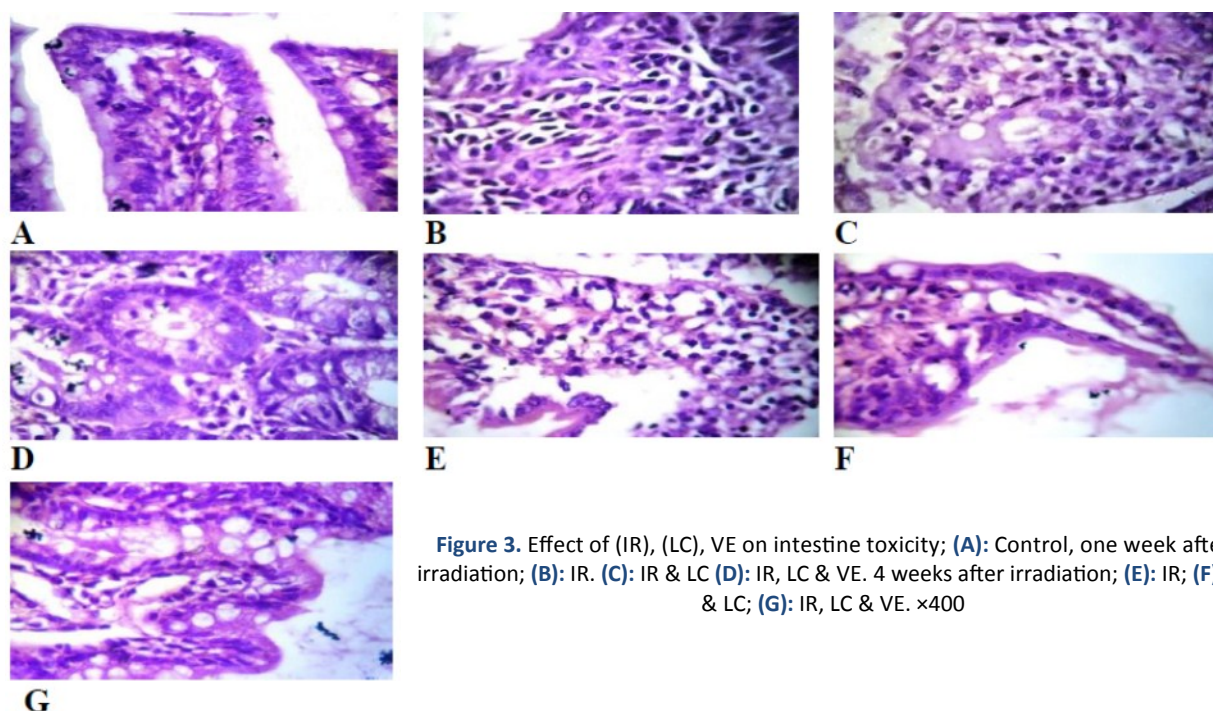 A
B
C
D
E
F
G
Figure 3. Effect of (IR), (LC), VE on intestine toxicity; (A): Control, one week afte
irradiation; (B): IR. (C): IR & LC (D): IR, LC & VE. 4 weeks after irradiation; (E): IR; (F)
& LC; (G): IR, LC & VE. ×400